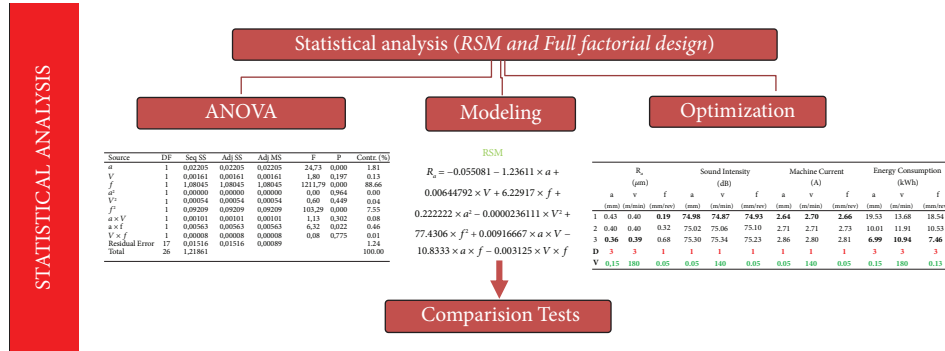 STATISTICAL ANALYSIS
Statistical analysis (RSM and Full factorial design)
ANOVA
Modeling
Optimization
Source DF Seq SS Adj SS Adj MS F P Contr. (%)
a 1 0,02205 0,02205 0,02205 24,73 0,000 1.81
V 1 0,00161 0,00161 0,00161 1,80 0,197 0.13
f 1 1,08045 1,08045 1,08045 1211,79 0,000 88.66
a² 1 0,00000 0,00000 0,00000 0,00 0,964 0.00
V² 1 0,00054 0,00054 0,00054 0,60 0,449 0.04
f² 1 0,09209 0,09209 0,09209 103,29 0,000 7.55
a × V 1 0,00101 0,00101 0,00101 1,13 0,302 0.08
a × f 1 0,00563 0,00563 0,00563 6,32 0,022 0.46
V × f 1 0,00008 0,00008 0,00008 0,08 0,775 0.01
Residual Error 17 0,01516 0,01516 0,00089 1.24
Total 26 1,21861 100.00
RSM
Rₐ = −0.055081 − 1.23611 × a +
0.00644792 × V + 6.22917 × f +
0.222222 × a² − 0.0000236111 × V² +
77.4306 × f² + 0.00916667 × a × V −
10.8333 × a × f − 0.003125 × V × f
Rₐ Sound Intensity Machine Current Energy Consumption
(μm) (dB) (A) (kWh)
a v f a v f a v f a v f
(mm) (m/min) (mm/rev) (mm) (m/min) (mm/rev) (mm) (m/min) (mm/rev) (mm) (m/min) (mm/rev)
1 0.43 0.40 0.19 74.98 74.87 74.93 2.64 2.70 2.66 19.53 13.68 18.54
2 0.40 0.40 0.32 75.02 75.06 75.10 2.71 2.71 2.73 10.01 11.91 10.53
3 0.36 0.39 0.68 75.30 75.34 75.23 2.86 2.80 2.81 6.99 10.94 7.46
D 3 3 1 1 1 1 1 1 1 3 3 3
V 0,15 180 0.05 0.05 140 0.05 0.05 140 0.05 0.15 180 0.13
Comparision Tests